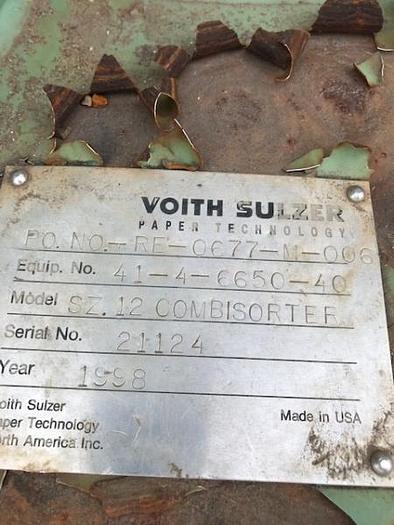 VOITH SULZER
PAPER TECHNOLOGY
P.O. NO.-RE-0677-M-006
Equip. No. 41-4-6650-40
Model SZ.12 COMBISORTER
Serial No. 21124
Year 1998
oith Sulzer
aper Technology
orth America Inc.
Made in USA